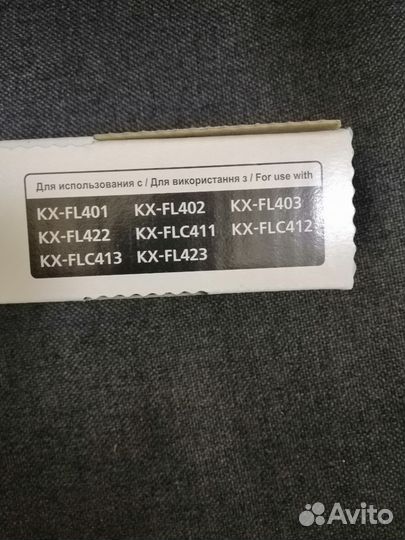 Для использования с / Для використання з / For use with
KX-FL401 KX-FL402 KX-FL403
KX-FL422 KX-FLC411 KX-FLC412
KX-FLC413 KX-FL423
Avito